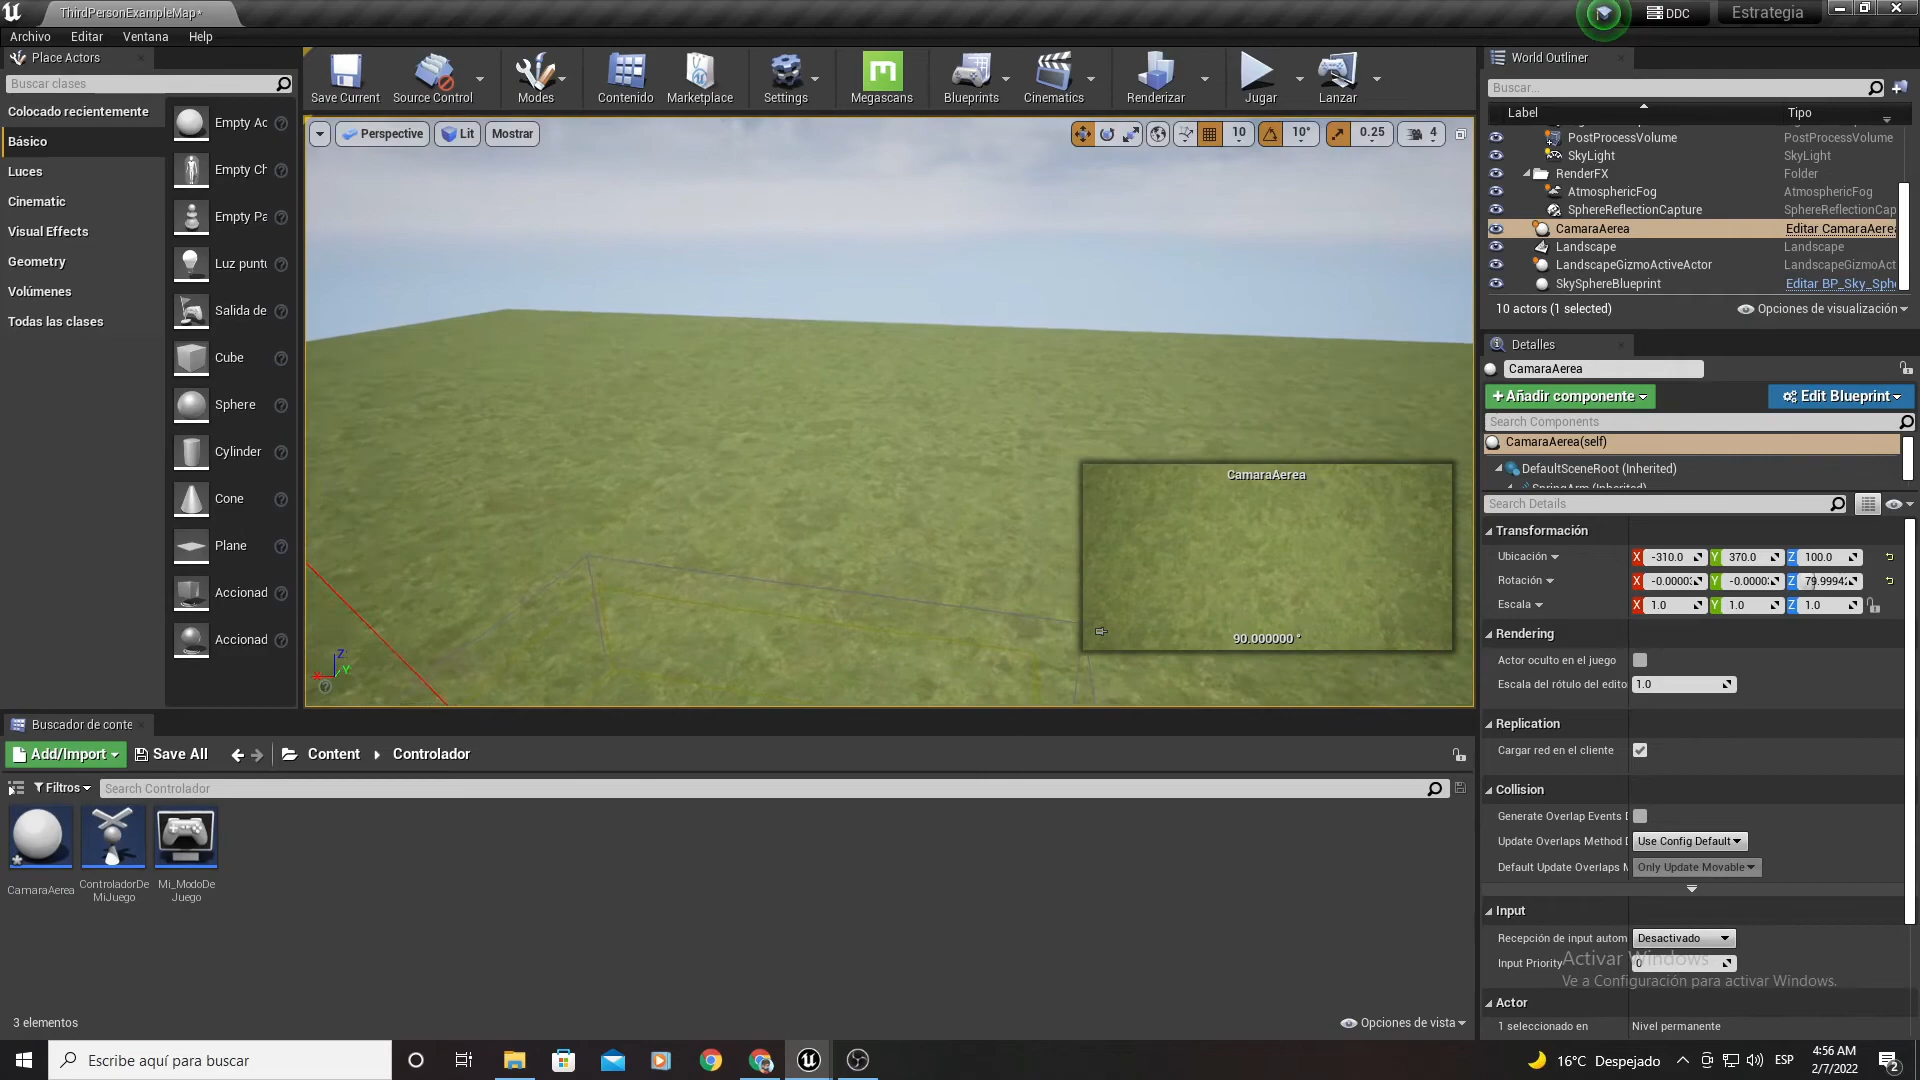 ThirdPersonExampleMap*
DDC
Estrategia
Archivo
Editar
Ventana
Help
Place Actors
Buscar clases
Colocado recientemente
Básico
Luces
Cinematic
Visual Effects
Geometry
Volúmenes
Todas las clases
Empty Ac
Empty Ch
Empty Pa
Luz puntu
Salida de
Cube
Sphere
Cylinder
Cone
Plane
Accionad
Accionad
Save Current
Source Control
Modes
Contenido
Marketplace
Settings
Megascans
Blueprints
Cinematics
Renderizar
Jugar
Lanzar
Perspective
Lit
Mostrar
10
10°
0.25
4
CamaraAerea
90.000000 °
Z
Y
X
World Outliner
Buscar...
Label
Tipo
PostProcessVolume
PostProcessVolume
SkyLight
SkyLight
RenderFX
Folder
AtmosphericFog
AtmosphericFog
SphereReflectionCapture
SphereReflectionCap
CamaraAerea
Editar CamaraAerea
Landscape
Landscape
LandscapeGizmoActiveActor
LandscapeGizmoAct
SkySphereBlueprint
Editar BP_Sky_Sphe
10 actors (1 selected)
Opciones de visualización
Detalles
CamaraAerea
+Añadir componente
Edit Blueprint
Search Components
CamaraAerea(self)
DefaultSceneRoot (Inherited)
SpringArm (Inherited)
Search Details
Transformación
Ubicación
X -310.0 Y 370.0 Z 100.0
Rotación
X -0.00003 Y -0.0000 Z 79.9994
Escala
X 1.0 Y 1.0 Z 1.0
Rendering
Actor oculto en el juego
Escala del rótulo del edito
1.0
Replication
Cargar red en el cliente
Collision
Generate Overlap Events D
Update Overlaps Method D
Use Config Default
Default Update Overlaps M
Only Update Movable
Input
Recepción de input autom
Desactivado
Input Priority
0
Activar Windows
Ve a Configuración para activar Windows.
Actor
1 seleccionado en
Nivel permanente
Buscador de conte
Add/Import
Save All
Content
Controlador
Filtros
Search Controlador
CamaraAerea
ControladorDe
MiJuego
Mi_ModoDe
Juego
3 elementos
Opciones de vista
Escribe aquí para buscar
16°C
Despejado
ESP
4:56 AM
2/7/2022
2